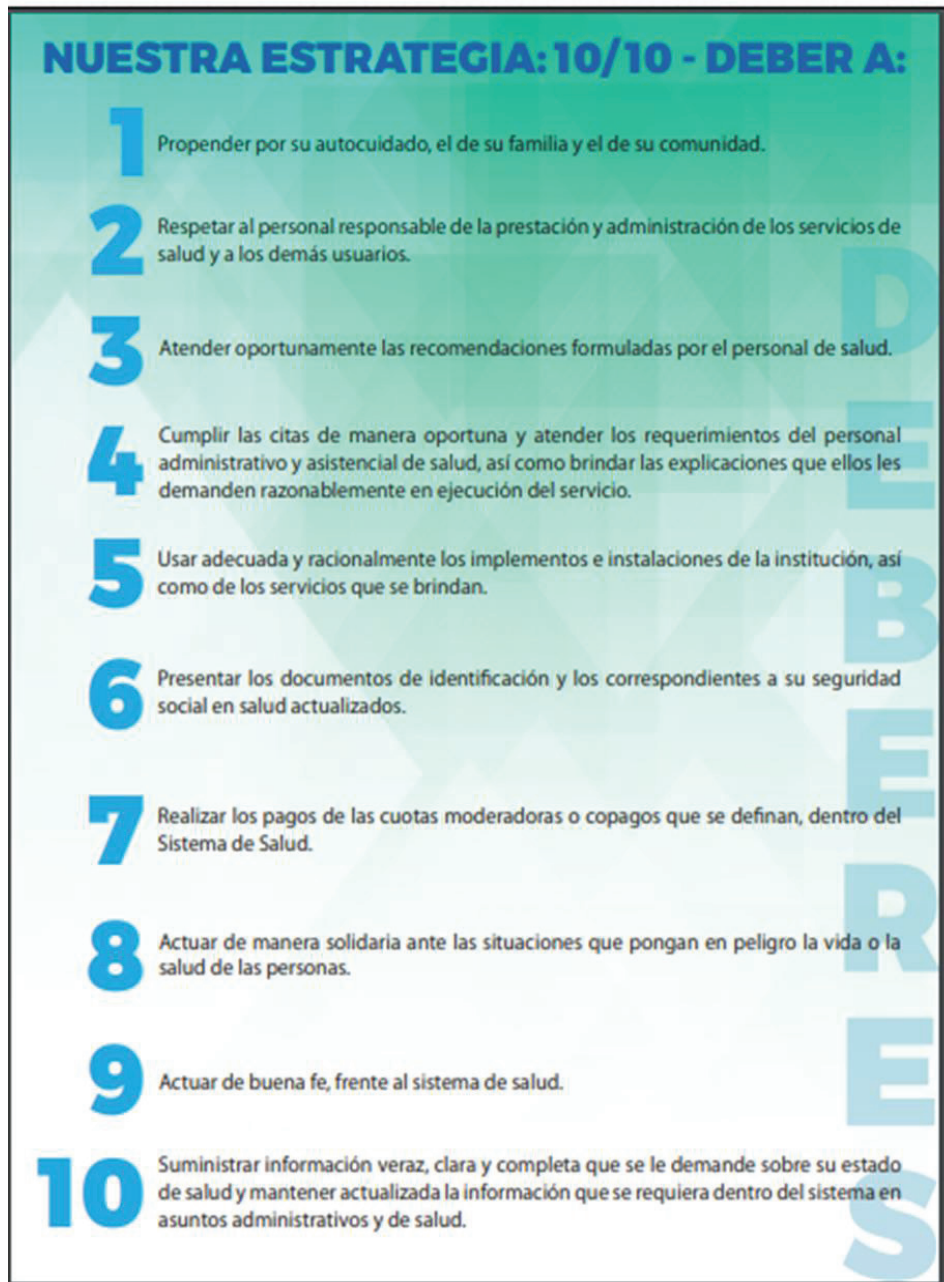 NUESTRA ESTRATEGIA: 10/10 - DEBER A:
1
Propender por su autocuidado, el de su familia y el de su comunidad.
2
Respetar al personal responsable de la prestación y administración de los servicios de
salud y a los demás usuarios.
3
Atender oportunamente las recomendaciones formuladas por el personal de salud.
4
Cumplir las citas de manera oportuna y atender los requerimientos del personal
administrativo y asistencial de salud, así como brindar las explicaciones que ellos les
demanden razonablemente en ejecución del servicio.
5
Usar adecuada y racionalmente los implementos e instalaciones de la institución, así
como de los servicios que se brindan.
6
Presentar los documentos de identificación y los correspondientes a su seguridad
social en salud actualizados.
7
Realizar los pagos de las cuotas moderadoras o copagos que se definan, dentro del
Sistema de Salud.
8
Actuar de manera solidaria ante las situaciones que pongan en peligro la vida o la
salud de las personas.
9
Actuar de buena fe, frente al sistema de salud.
10
Suministrar información veraz, clara y completa que se le demande sobre su estado
de salud y mantener actualizada la información que se requiera dentro del sistema en
asuntos administrativos y de salud.
DEBERES